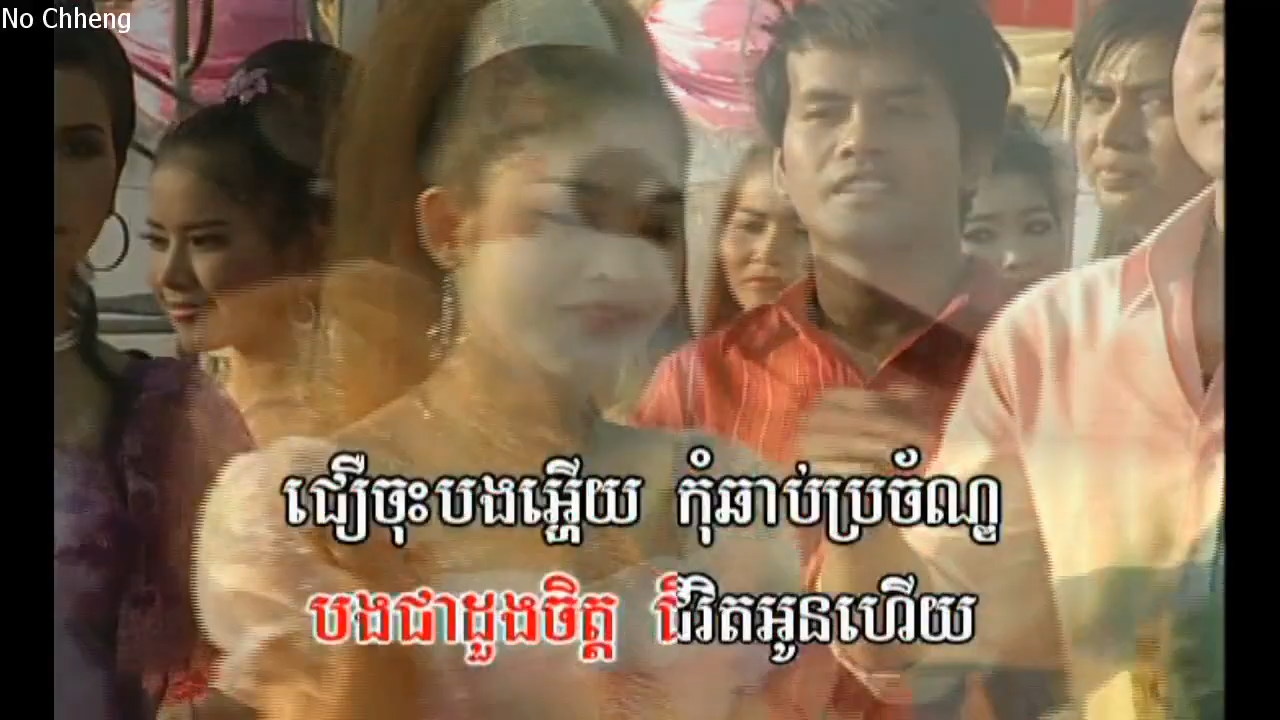 No Chheng
ជឿចុះបងអ្ហើយ កុំឆាប់ប្រច័ណ្ឌ
បងជាដួងចិត្ត ជីវិតអូនហើយ